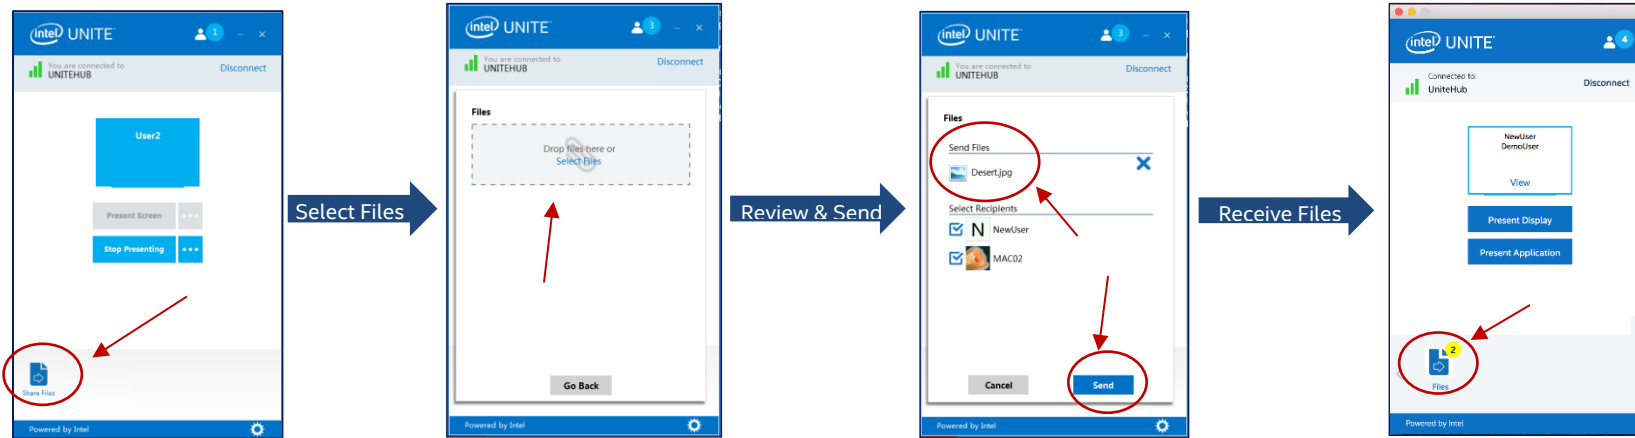 intel UNITE™
1
You are connected to
UNITEHUB
Disconnect
User2
Present Screen
Stop Presenting
Share Files
Powered by Intel
Select Files
intel UNITE™
3
You are connected to
UNITEHUB
Disconnect
Files
Drop files here or
Select Files
Go Back
Powered by Intel
Review & Send
intel UNITE™
3
You are connected to
UNITEHUB
Disconnect
Files
Send Files
Desert.jpg
Select Recipients
N NewUser
MAC02
Cancel
Send
Powered by Intel
Receive Files
intel UNITE™
4
Connected to:
UniteHub
Disconnect
NewUser
DemoUser
View
Present Display
Present Application
2
Files
Powered by Intel